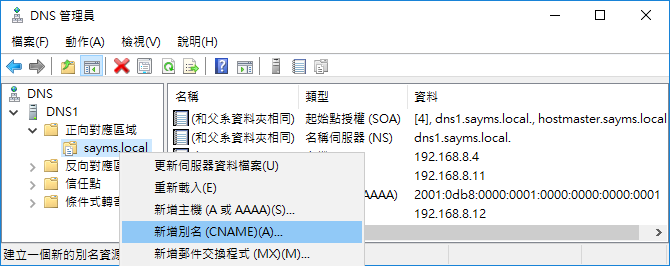 DNS 管理員
檔案(F) 動作(A) 檢視(V) 說明(H)
DNS
DNS1
正向對應區域
sayms.local
反向對應區
信任點
條件式轉寄
名稱 類型 資料
(和父系資料夾相同) 起始點授權 (SOA) [4], dns1.sayms.local., hostmaster.sayms.local.
(和父系資料夾相同) 名稱伺服器 (NS) dns1.sayms.local.
192.168.8.4
192.168.8.11
AAAA) 2001:0db8:0000:0001:0000:0000:0000:0001
192.168.8.12
更新伺服器資料檔案(U)
重新載入(E)
新增主機 (A 或 AAAA)(S)...
新增別名 (CNAME)(A)...
新增郵件交換程式 (MX)(M)...
建立一個新的別名資源